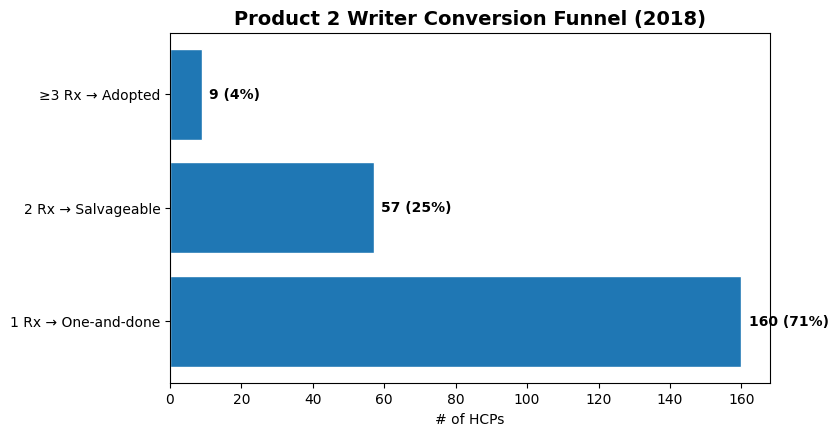 Product 2 Writer Conversion Funnel (2018)
≥3 Rx → Adopted
9 (4%)
2 Rx → Salvageable
57 (25%)
1 Rx → One-and-done
160 (71%)
0 20 40 60 80 100 120 140 160
# of HCPs